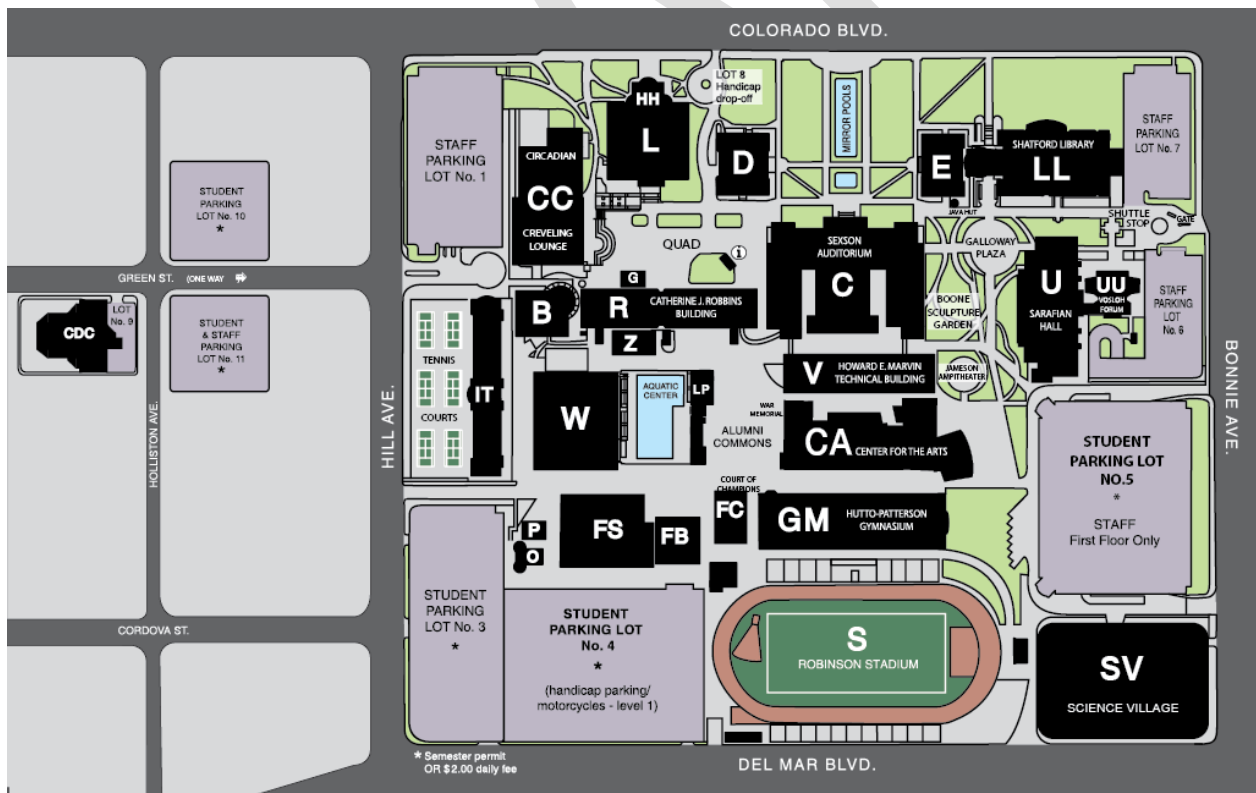 COLORADO BLVD.
LOT 8
Handicap
drop-off
HH
L
MIRROR POOLS
STAFF
PARKING
LOT No. 1
CIRCADIAN
CC
CREVELING
LOUNGE
D
E
SHATFORD LIBRARY
LL
STAFF
PARKING
LOT No. 7
STUDENT
PARKING
LOT No. 10
*
JAVA HUT
SHUTTLE
STOP
GATE
QUAD
i
SEXSON
AUDITORIUM
C
GALLOWAY
PLAZA
GREEN ST.
(ONE WAY
G
U
SARAFIAN
HALL
UU
VOSLOH
FORUM
STAFF
PARKING
LOT No. 6
CDC
LOT
No. 9
STUDENT
& STAFF
PARKING
LOT No. 11
*
B
R
CATHERINE J. ROBBINS
BUILDING
BOONE
SCULPTURE
GARDEN
Z
TENNIS
COURTS
IT
W
AQUATIC
CENTER
LP
V
HOWARD E. MARVIN
TECHNICAL BUILDING
JAMESON
AMPITHEATER
HOLLISTON AVE.
HILL AVE.
BONNIE AVE.
WAR
MEMORIAL
ALUMNI
COMMONS
CA
CENTER FOR THE ARTS
STUDENT
PARKING LOT
NO.5
*
STAFF
First Floor Only
COURT OF
CHAMPIONS
FC
GM
HUTTO-PATTERSON
GYMNASIUM
P
O
FS
FB
STUDENT
PARKING
LOT No. 3
*
STUDENT
PARKING LOT
No. 4
*
(handicap parking/
motorcycles - level 1)
CORDOVA ST.
S
ROBINSON STADIUM
SV
SCIENCE VILLAGE
* Semester permit
OR $2.00 daily fee
DEL MAR BLVD.